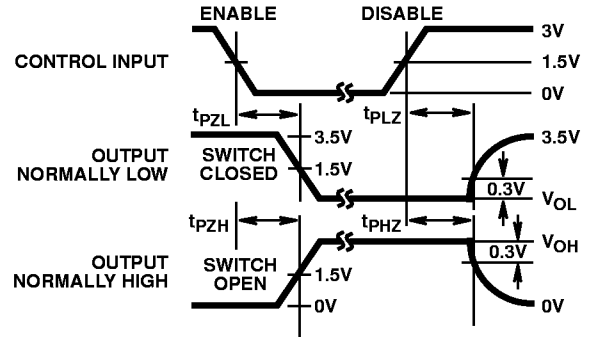 ENABLE DISABLE
CONTROL INPUT
3V
1.5V
0V
tPZL tPLZ
OUTPUT
NORMALLY LOW
SWITCH
CLOSED
3.5V
1.5V
3.5V
0.3V
VOL
tPZH tPHZ
OUTPUT
NORMALLY HIGH
SWITCH
OPEN
1.5V
0V
VOH
0.3V
0V